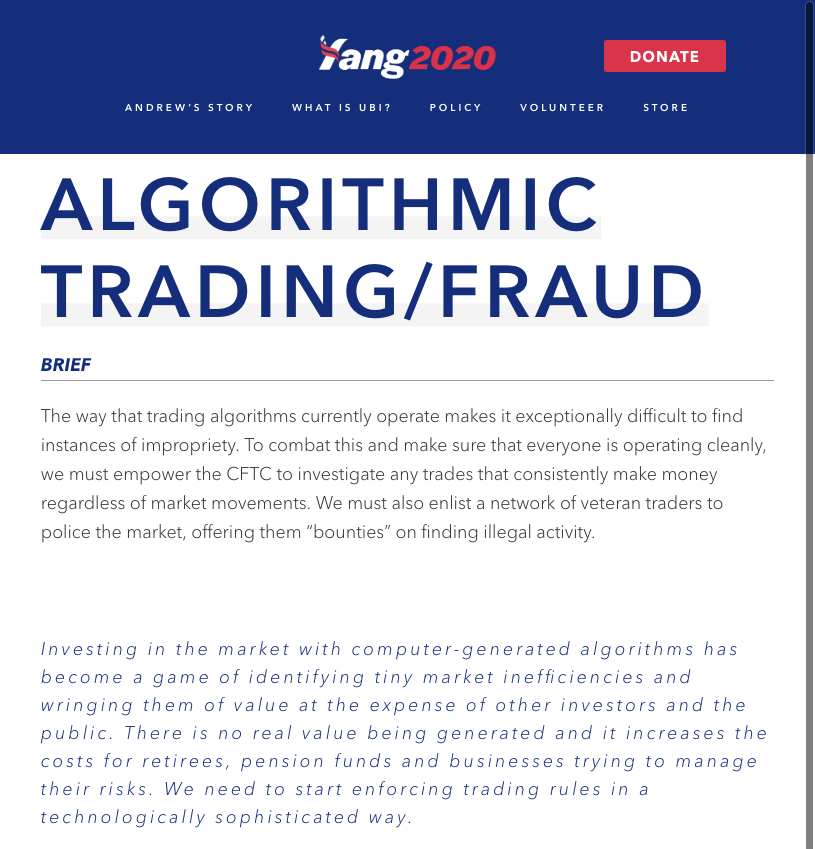 Yang2020
DONATE
ANDREW'S STORY
WHAT IS UBI?
POLICY
VOLUNTEER
STORE
ALGORITHMIC
TRADING/FRAUD
BRIEF
The way that trading algorithms currently operate makes it exceptionally difficult to find
instances of impropriety. To combat this and make sure that everyone is operating cleanly,
we must empower the CFTC to investigate any trades that consistently make money
regardless of market movements. We must also enlist a network of veteran traders to
police the market, offering them “bounties” on finding illegal activity.
Investing in the market with computer-generated algorithms has
become a game of identifying tiny market inefficiencies and
wringing them of value at the expense of other investors and the
public. There is no real value being generated and it increases the
costs for retirees, pension funds and businesses trying to manage
their risks. We need to start enforcing trading rules in a
technologically sophisticated way.